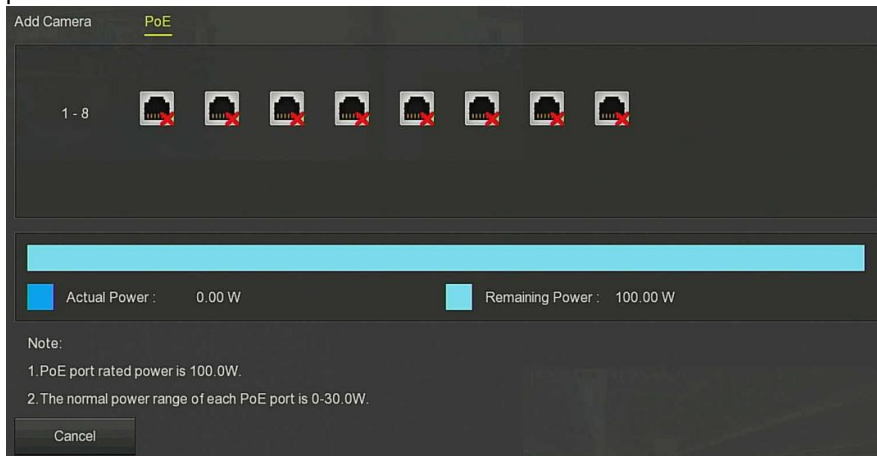 Add Camera PoE
1 - 8
Actual Power : 0.00 W Remaining Power : 100.00 W
Note:
1.PoE port rated power is 100.0W.
2.The normal power range of each PoE port is 0-30.0W.
Cancel